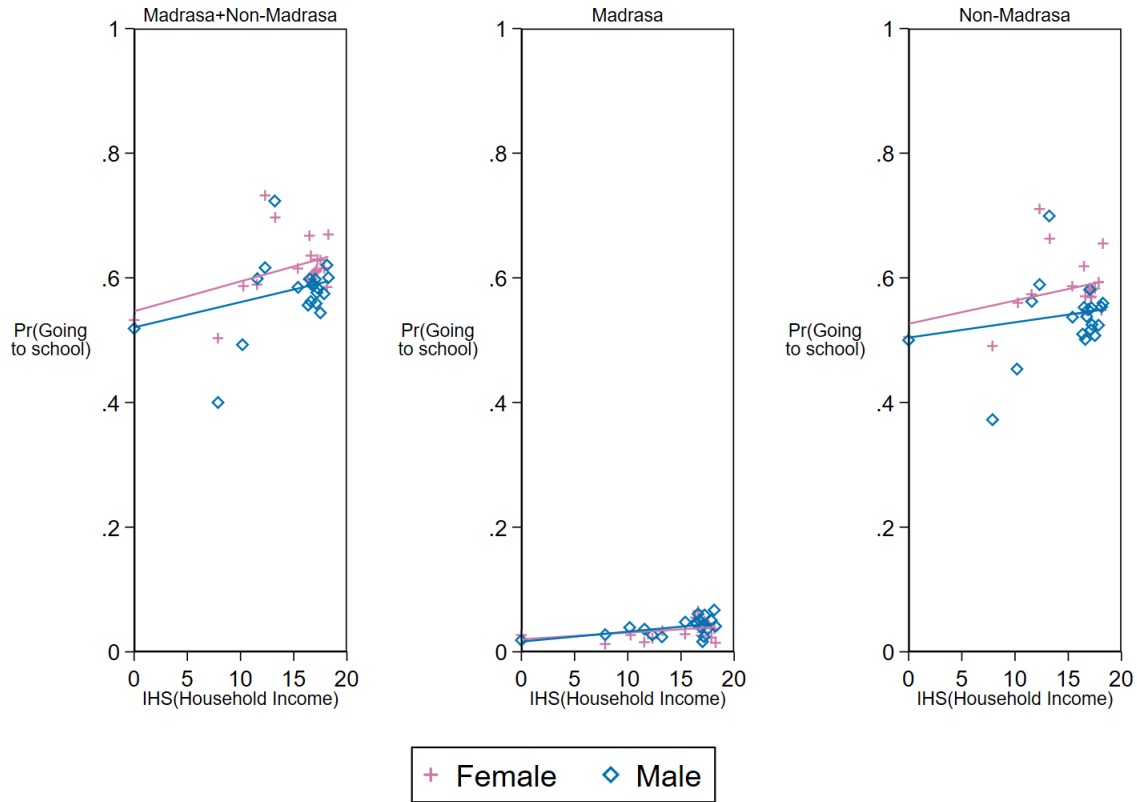 Madrasa+Non-Madrasa
1
.8
.6
.4
.2
0
Pr(Going
to school)
0 5 10 15 20
IHS(Household Income)
Madrasa
1
.8
.6
.4
.2
0
Pr(Going
to school)
0 5 10 15 20
IHS(Household Income)
Non-Madrasa
1
.8
.6
.4
.2
0
Pr(Going
to school)
0 5 10 15 20
IHS(Household Income)
Female Male